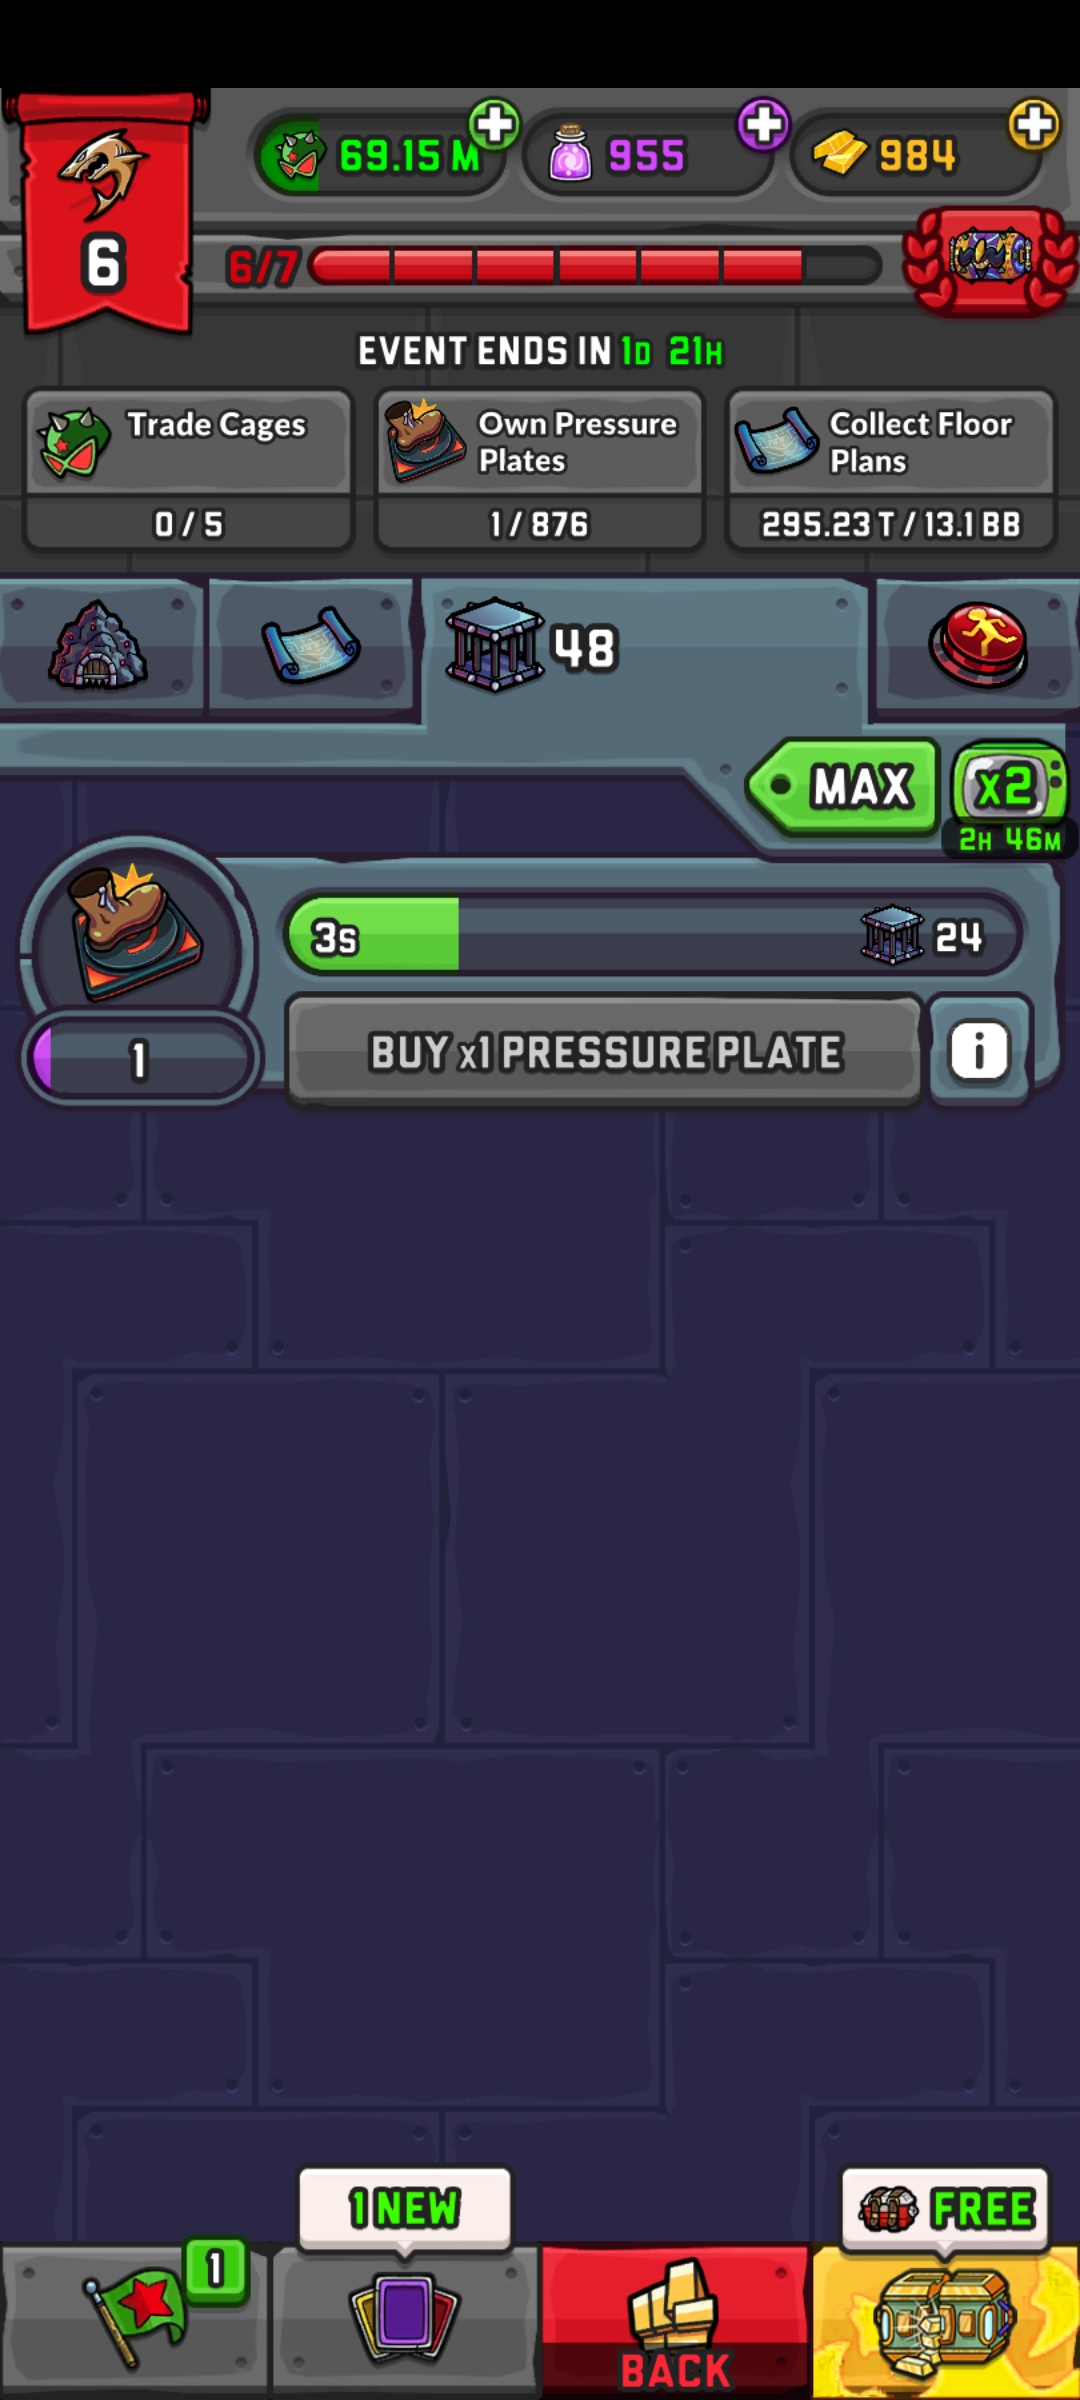 69.15 M
955
984
6
6/7
EVENT ENDS IN 1D 21H
Trade Cages
0 / 5
Own Pressure
Plates
1 / 876
Collect Floor
Plans
295.23 T / 13.1 BB
48
MAX
x2
2H 46M
3s
24
1
BUY x1 PRESSURE PLATE
i
1 NEW
FREE
1
BACK